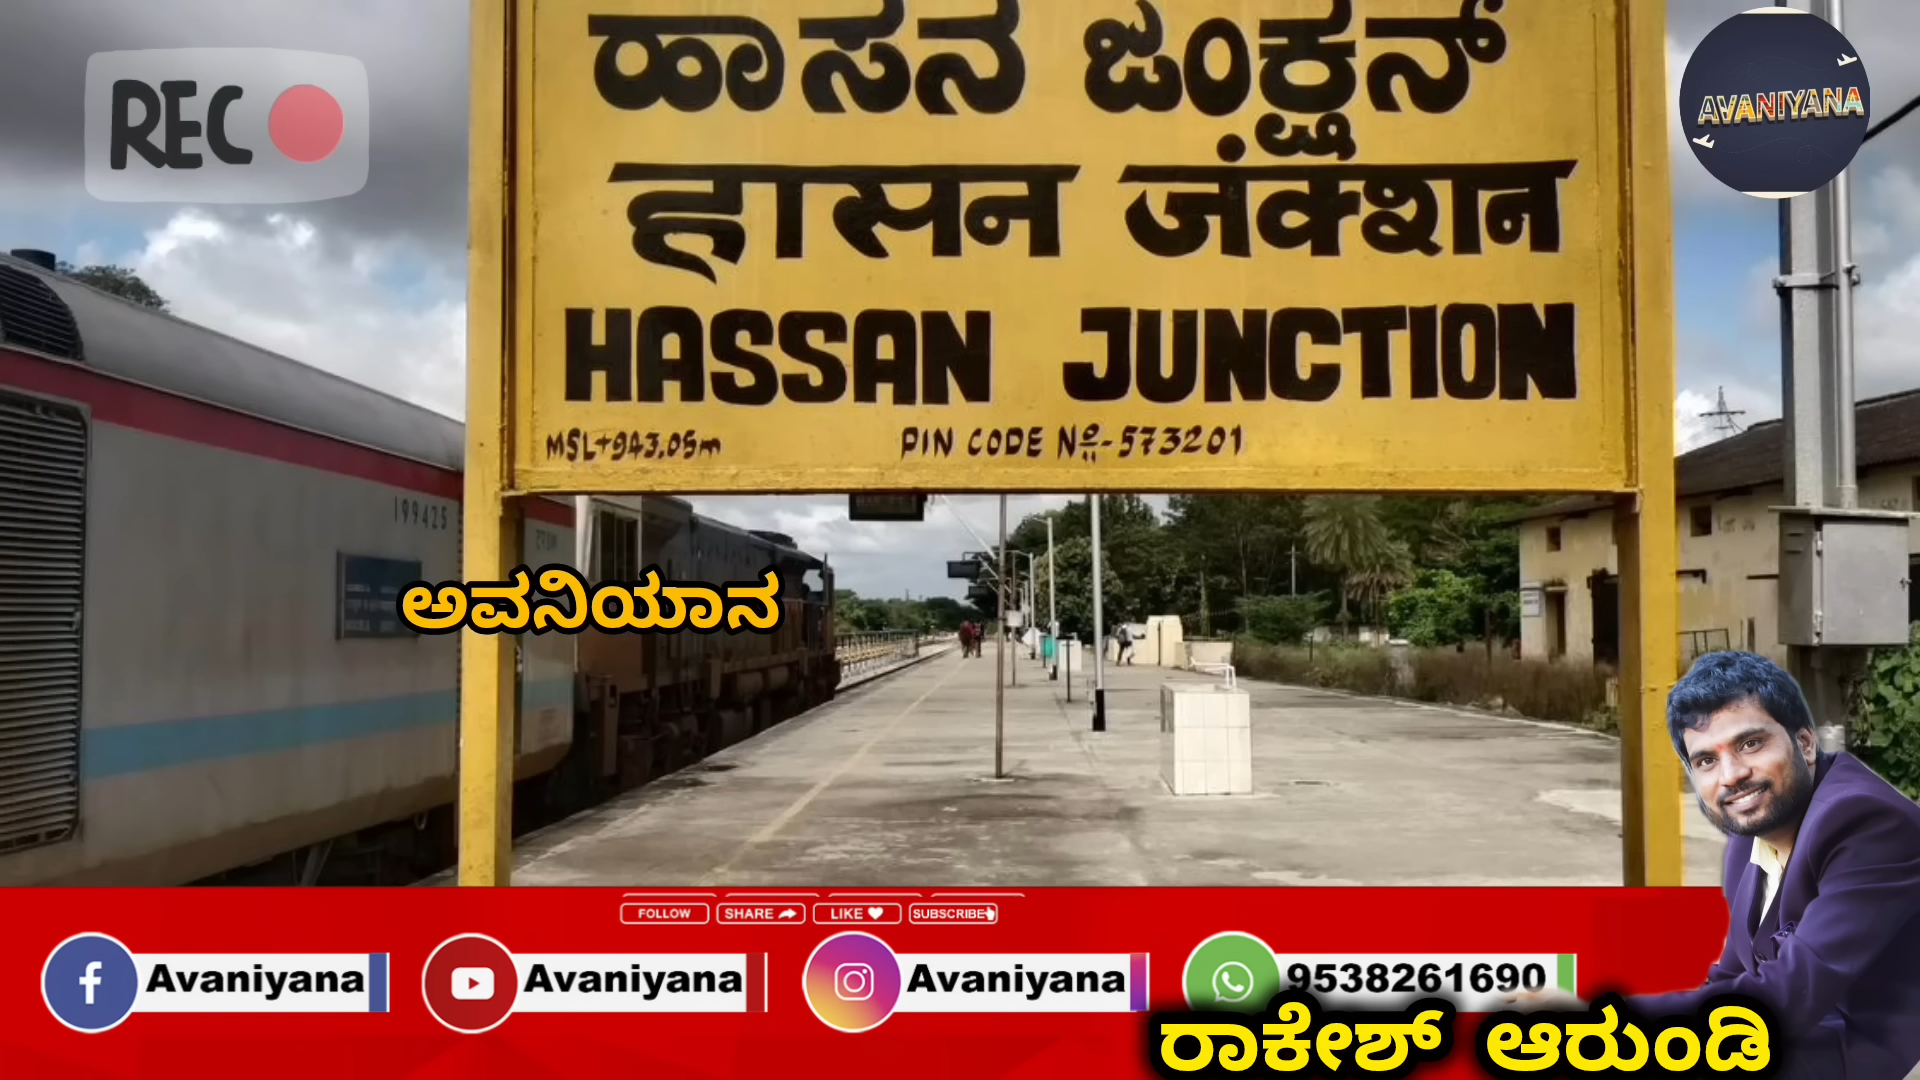 REC
ಹಾಸನ ಜಂಕ್ಷನ್
AVANIYANA
हासन जंक्शन
HASSAN JUNCTION
MSL+943.05m
PIN CODE No-573201
199425
ಅವನಿಯಾನ
FOLLOW SHARE LIKE SUBSCRIBE
Avaniyana Avaniyana Avaniyana 9538261690
ರಾಕೇಶ್ ಆರುಂಡಿ